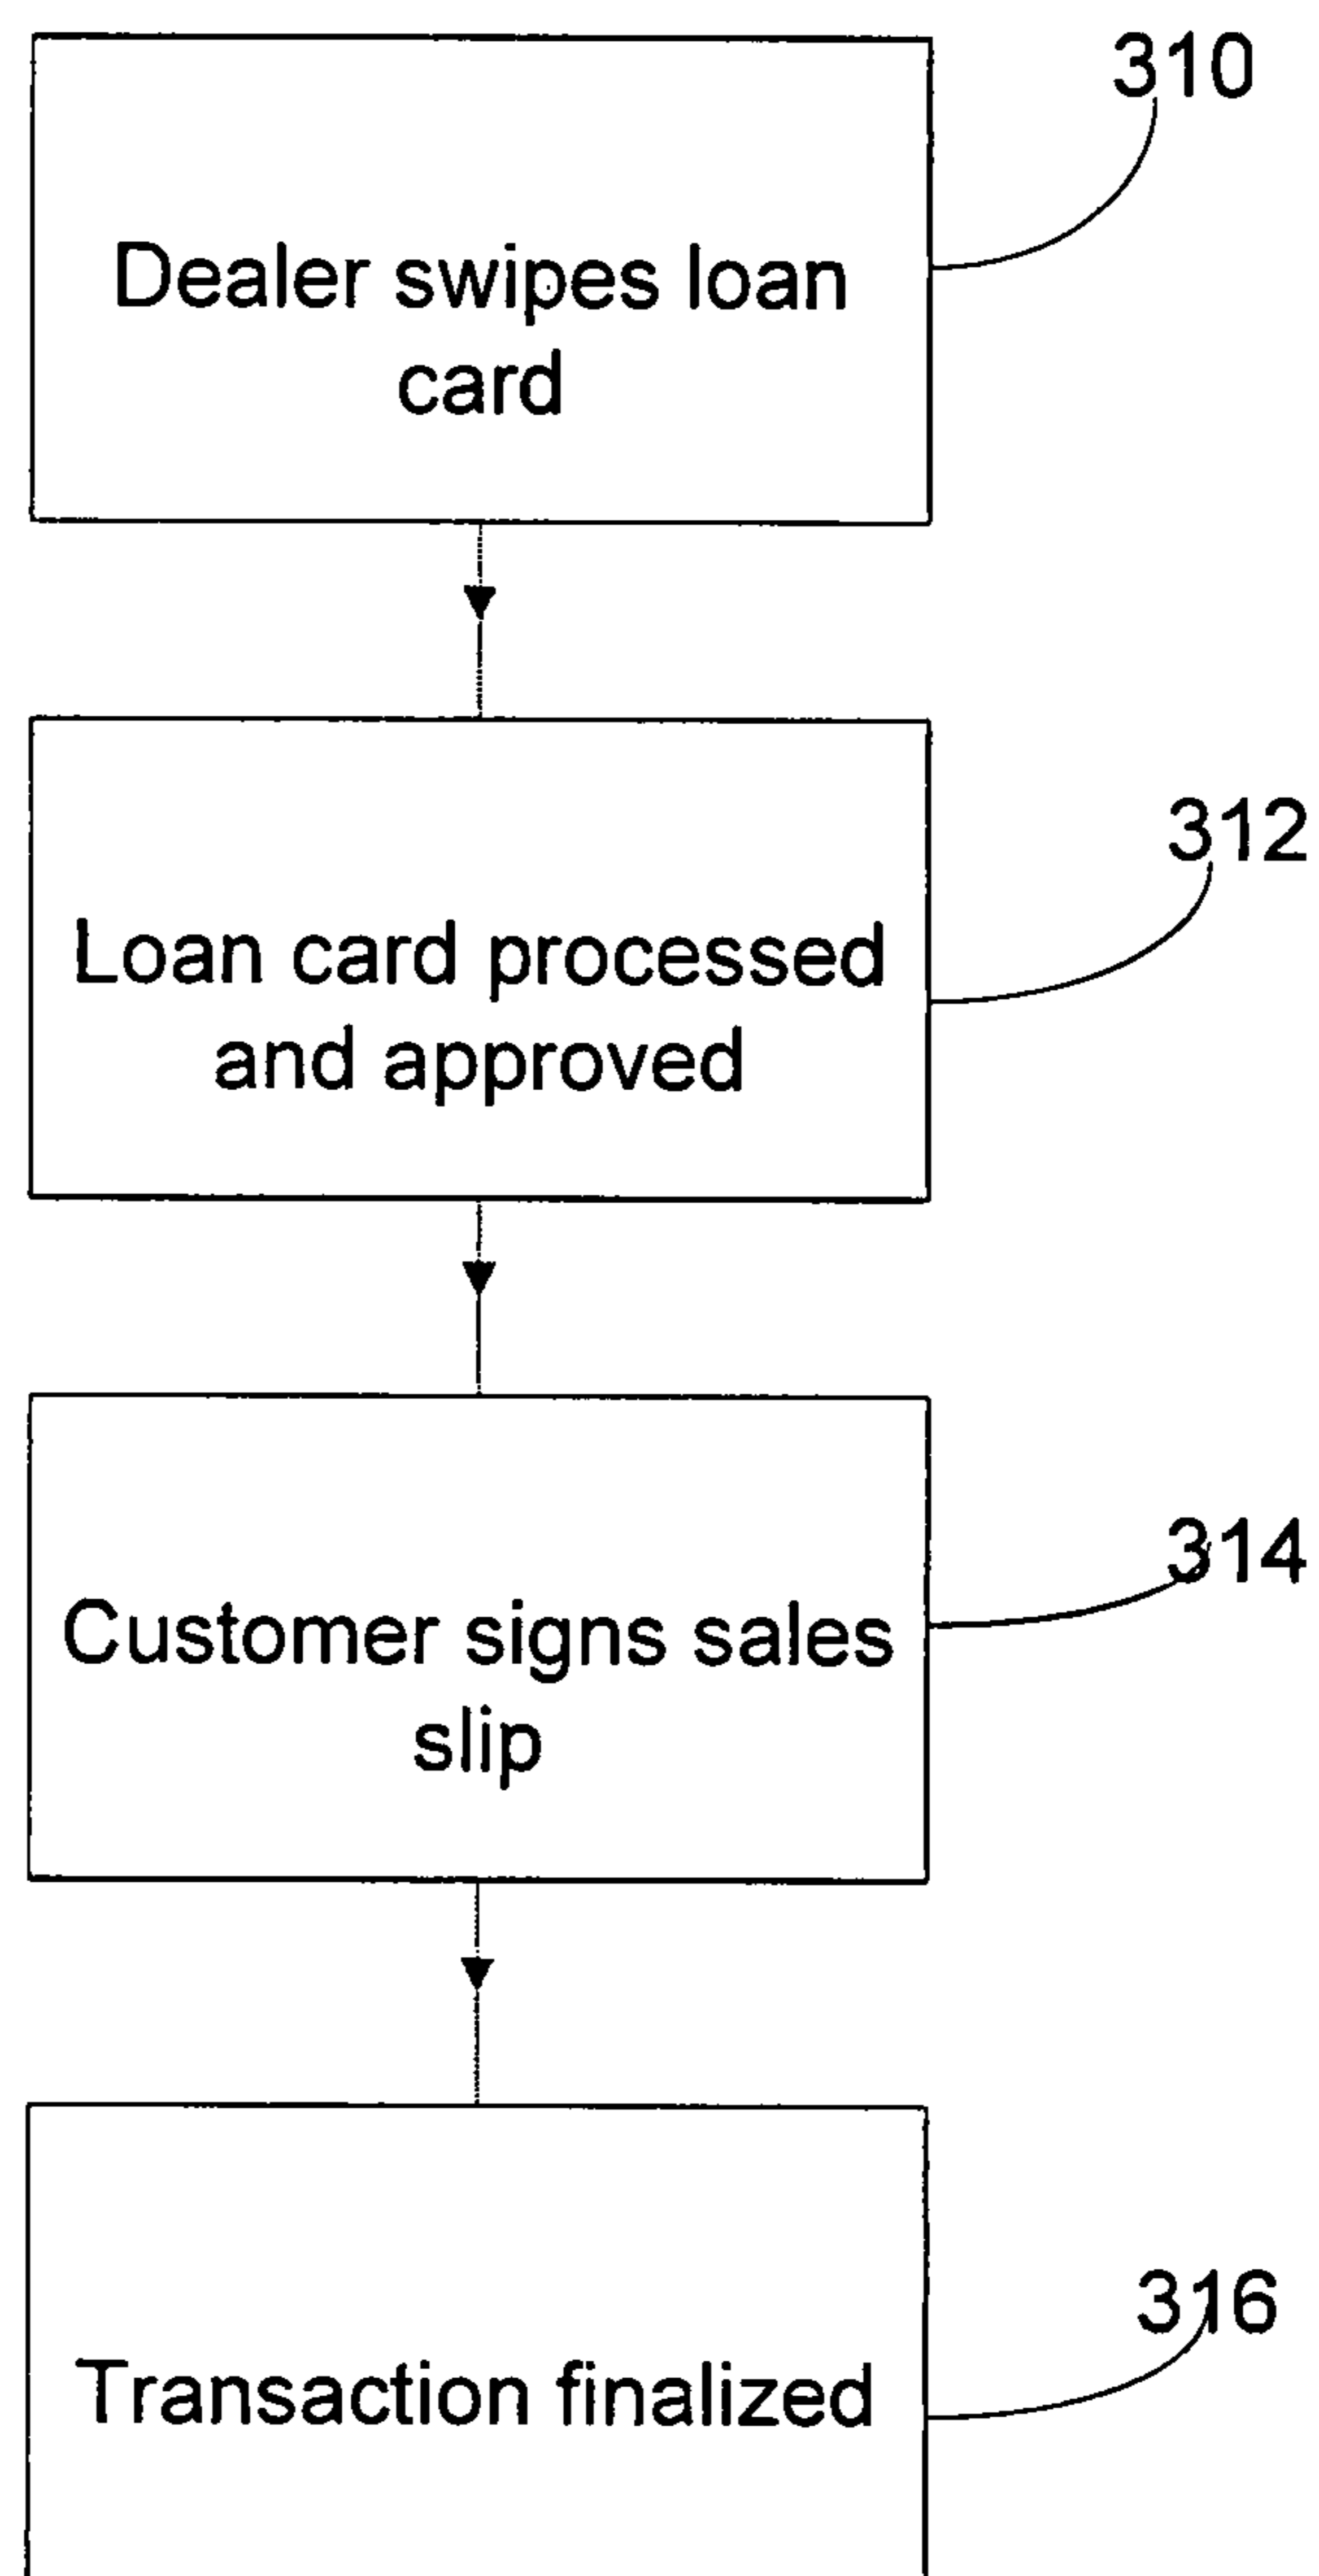 310
Dealer swipes loan
card
312
Loan card processed
and approved
314
Customer signs sales
slip
316
Transaction finalized